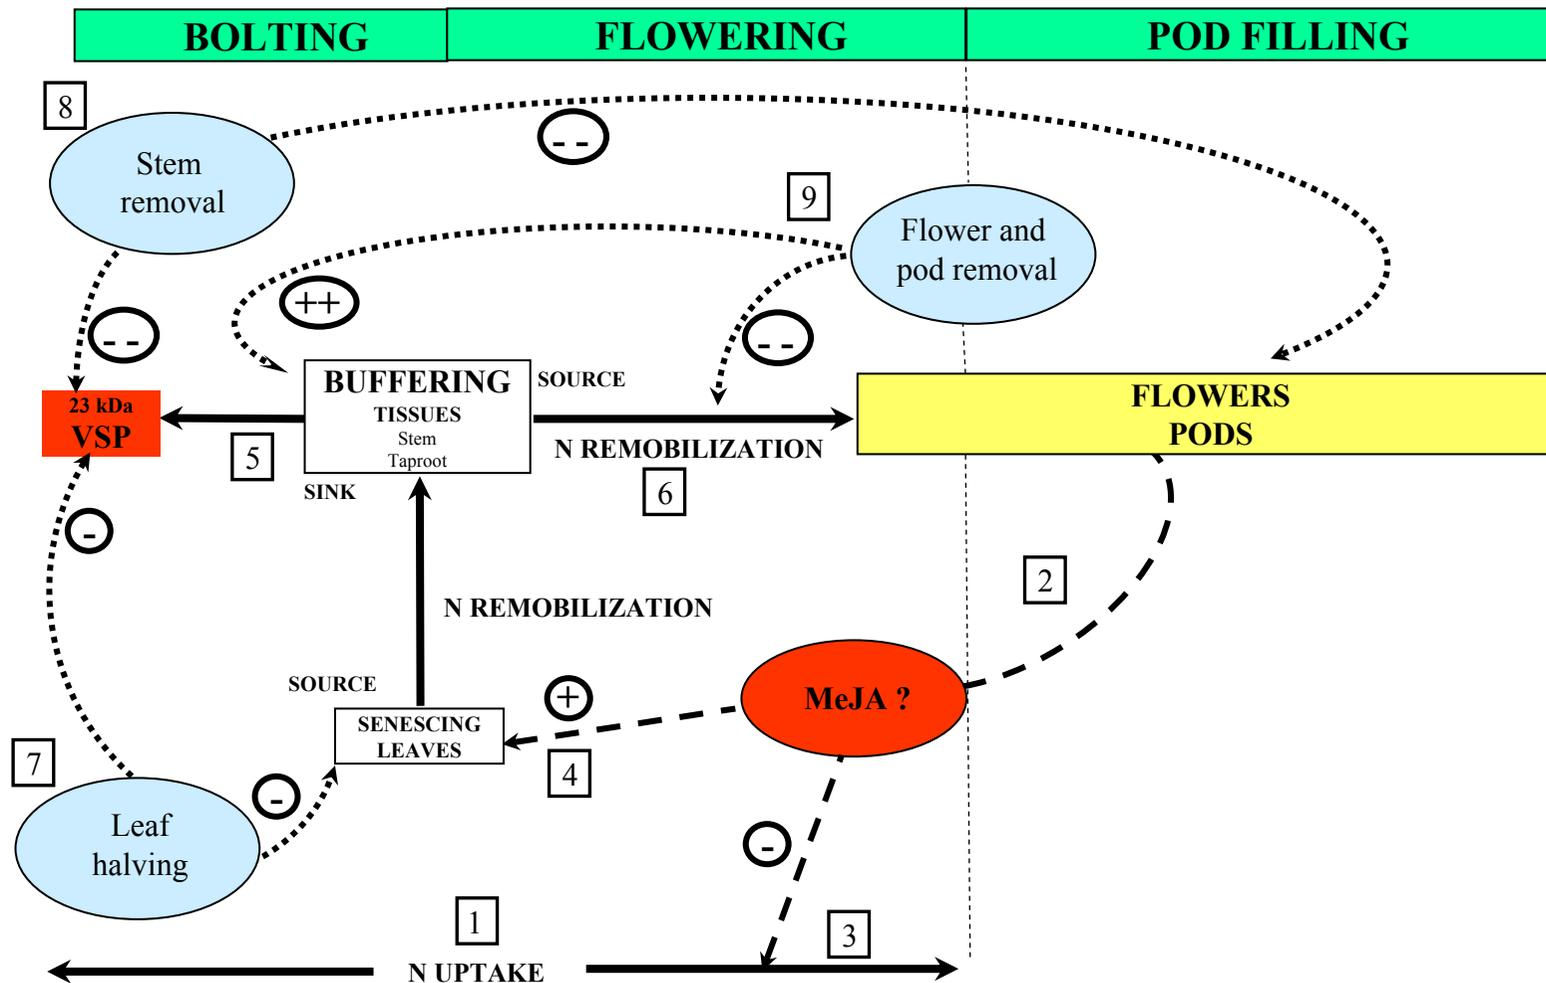 BOLTING
FLOWERING
POD FILLING
8
Stem
removal
- -
9
Flower and
pod removal
++
- -
- -
23 kDa
VSP
5
BUFFERING
TISSUES
Stem
Taproot
SOURCE
SINK
N REMOBILIZATION
6
FLOWERS
PODS
-
2
N REMOBILIZATION
SOURCE
SENESCING
LEAVES
+
4
MeJA ?
7
Leaf
halving
-
-
1
3
N UPTAKE